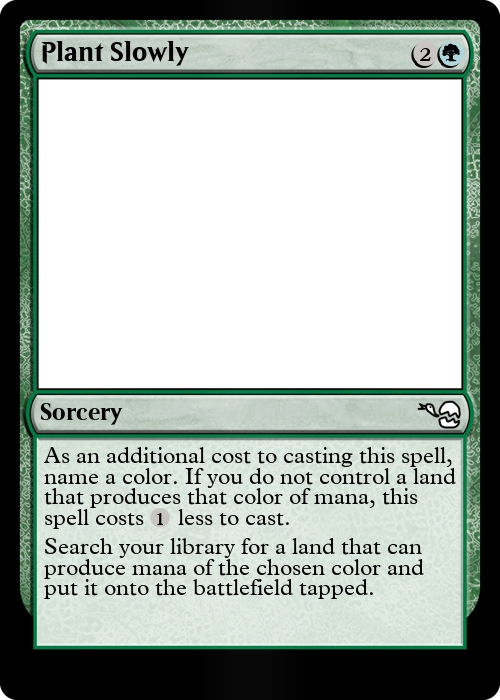 Plant Slowly 2
Sorcery
As an additional cost to casting this spell,
name a color. If you do not control a land
that produces that color of mana, this
spell costs 1 less to cast.
Search your library for a land that can
produce mana of the chosen color and
put it onto the battlefield tapped.